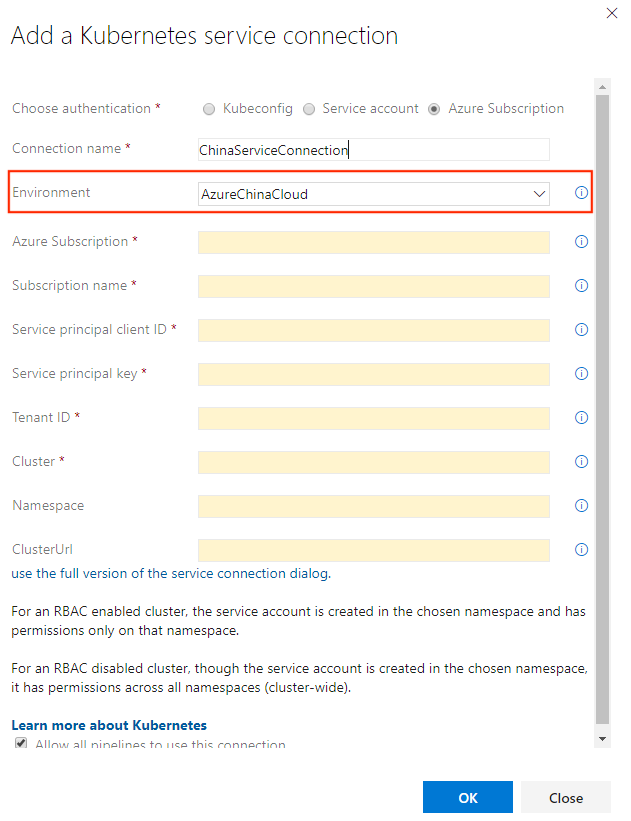 Add a Kubernetes service connection
Choose authentication * Kubeconfig Service account Azure Subscription
Connection name * ChinaServiceConnection
Environment AzureChinaCloud
Azure Subscription *
Subscription name *
Service principal client ID *
Service principal key *
Tenant ID *
Cluster *
Namespace
ClusterUrl
use the full version of the service connection dialog.
For an RBAC enabled cluster, the service account is created in the chosen namespace and has
permissions only on that namespace.
For an RBAC disabled cluster, though the service account is created in the chosen namespace,
it has permissions across all namespaces (cluster-wide).
Learn more about Kubernetes
Allow all pipelines to use this connection
OK Close